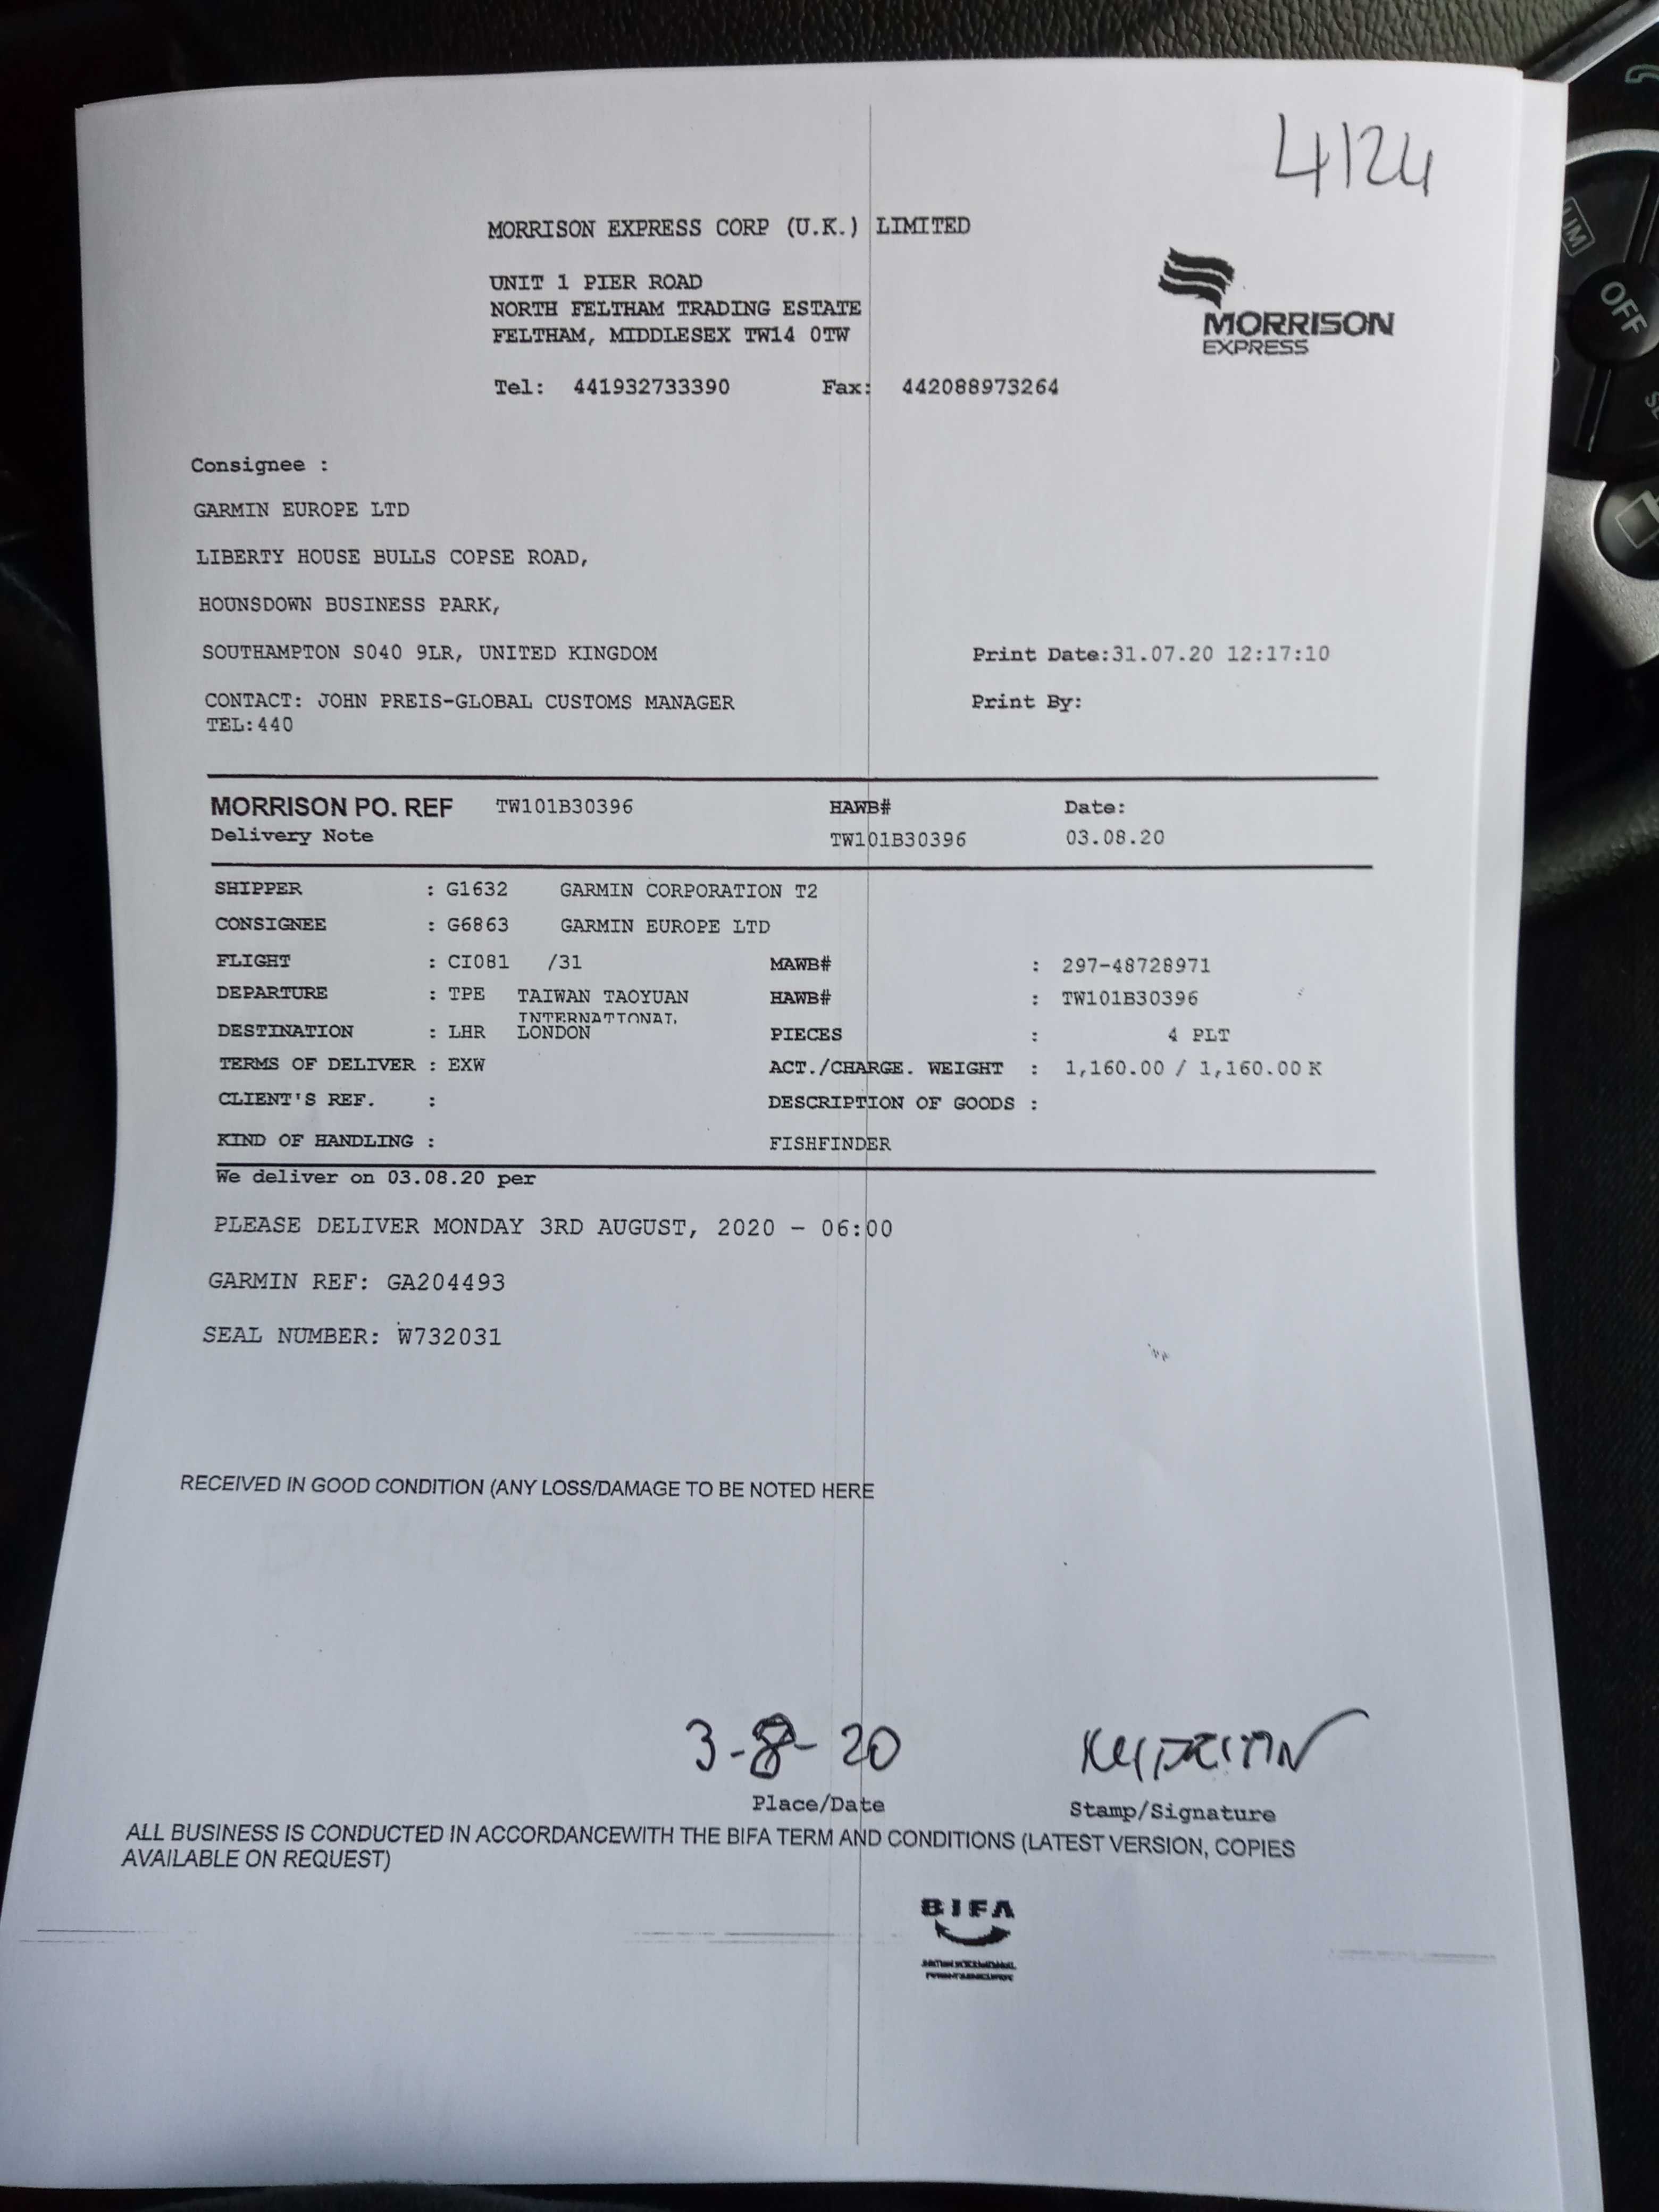 4124
MORRISON EXPRESS CORP (U.K.) LIMITED
UNIT 1 PIER ROAD
NORTH FELTHAM TRADING ESTATE
FELTHAM, MIDDLESEX TW14 0TW
MORRISON
EXPRESS
Tel: 441932733390 Fax: 442088973264
Consignee :
GARMIN EUROPE LTD
LIBERTY HOUSE BULLS COPSE ROAD,
HOUNSDOWN BUSINESS PARK,
SOUTHAMPTON SO40 9LR, UNITED KINGDOM
Print Date:31.07.20 12:17:10
CONTACT: JOHN PREIS-GLOBAL CUSTOMS MANAGER
Print By:
TEL:440
MORRISON PO. REF TW101B30396 HAWB# Date:
Delivery Note TW101B30396 03.08.20
SHIPPER : G1632 GARMIN CORPORATION T2
CONSIGNEE : G6863 GARMIN EUROPE LTD
FLIGHT : CI081 /31 MAWB# : 297-48728971
DEPARTURE : TPE TAIWAN TAOYUAN HAWB# : TW101B30396
INTERNATIONAL
DESTINATION : LHR LONDON PIECES : 4 PLT
TERMS OF DELIVER : EXW ACT./CHARGE. WEIGHT : 1,160.00 / 1,160.00 K
CLIENT'S REF. : DESCRIPTION OF GOODS :
KIND OF HANDLING : FISHFINDER
We deliver on 03.08.20 per
PLEASE DELIVER MONDAY 3RD AUGUST, 2020 - 06:00
GARMIN REF: GA204493
SEAL NUMBER: W732031
RECEIVED IN GOOD CONDITION (ANY LOSS/DAMAGE TO BE NOTED HERE
3-8-20
Place/Date Stamp/Signature
ALL BUSINESS IS CONDUCTED IN ACCORDANCEWITH THE BIFA TERM AND CONDITIONS (LATEST VERSION, COPIES
AVAILABLE ON REQUEST)
BIFA
OFF